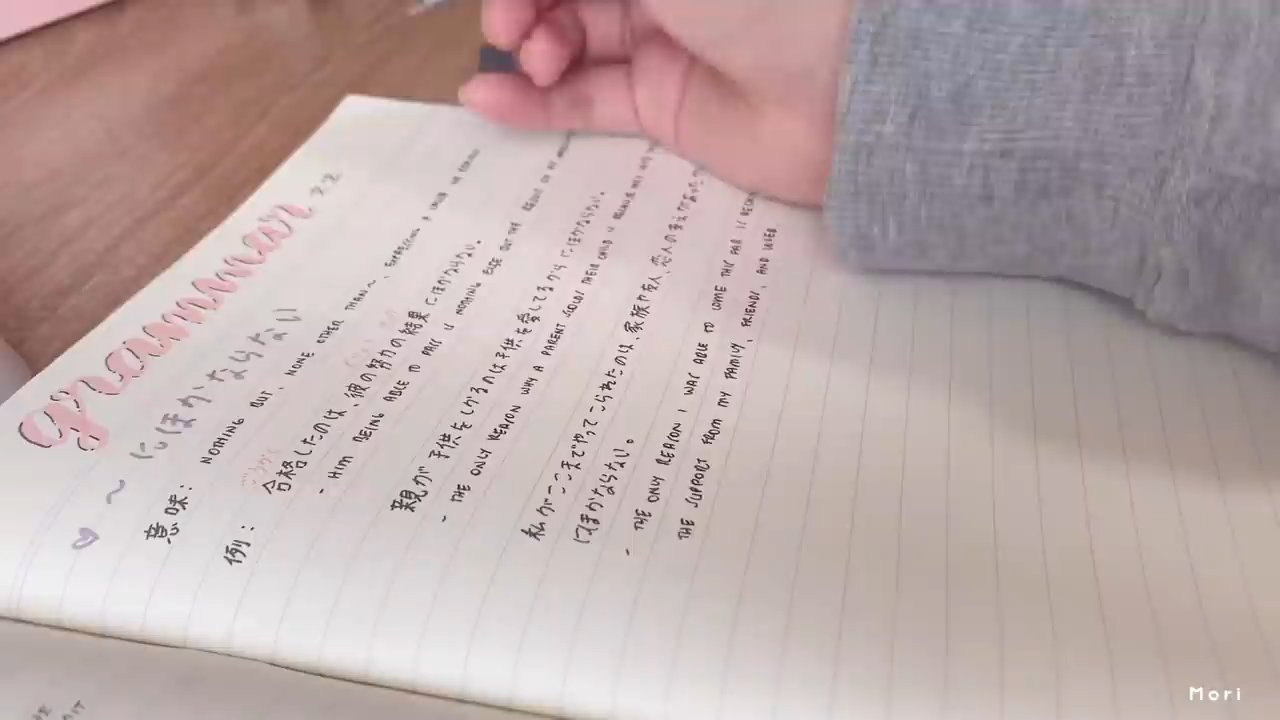 grammar 22
♡ ~にほかならない
意味: NOTHING BUT, NONE OTHER THAN~, EXPRESSING A
ごうかく
例: 合格したのは、彼の努力の結果にほかならない。
- HIM BEING ABLE TO PASS IS NOTHING ELSE BUT THE RESULT OF HIS
親が子供をしかるのは子供を愛してるからにほかならない。
- THE ONLY REASON WHY A PARENT SCOLDS THEIR CHILD IS BECAUSE THEY
私がここまでやってこられたのは、家族や友人、恋人の支えがあった
にほかならない。
- THE ONLY REASON I WAS ABLE TO COME THIS FAR IS
THE SUPPORT FROM MY FAMILY, FRIENDS, AND LOVER
Mori